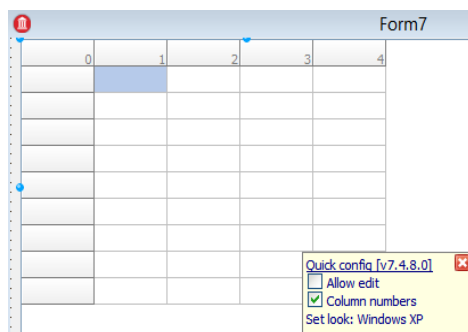 Form7
0 1 2 3 4
Quick config [v7.4.8.0]
Allow edit
Column numbers
Set look: Windows XP